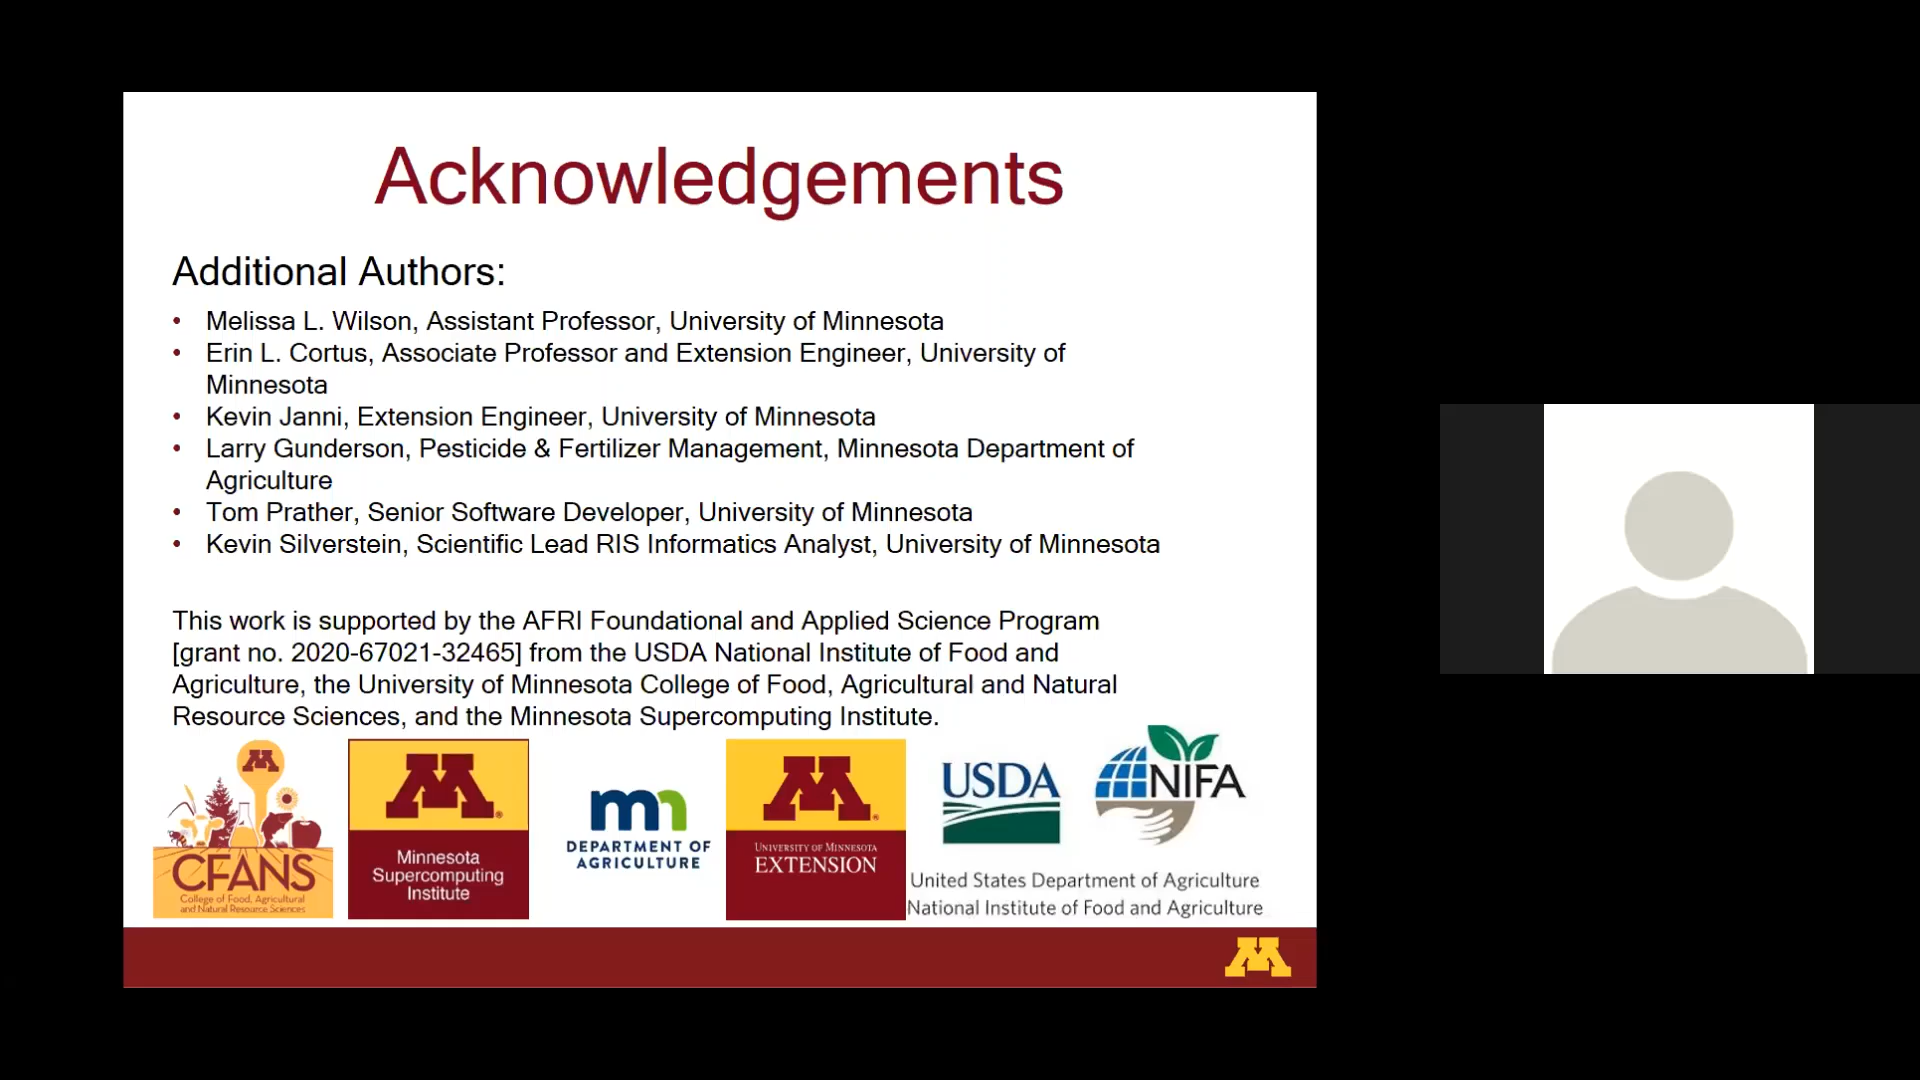 Acknowledgements
Additional Authors:
• Melissa L. Wilson, Assistant Professor, University of Minnesota
• Erin L. Cortus, Associate Professor and Extension Engineer, University of
Minnesota
• Kevin Janni, Extension Engineer, University of Minnesota
• Larry Gunderson, Pesticide & Fertilizer Management, Minnesota Department of
Agriculture
• Tom Prather, Senior Software Developer, University of Minnesota
• Kevin Silverstein, Scientific Lead RIS Informatics Analyst, University of Minnesota
This work is supported by the AFRI Foundational and Applied Science Program
[grant no. 2020-67021-32465] from the USDA National Institute of Food and
Agriculture, the University of Minnesota College of Food, Agricultural and Natural
Resource Sciences, and the Minnesota Supercomputing Institute.
M
CFANS
College of Food, Agricultural
and Natural Resource Sciences
M®
Minnesota
Supercomputing
Institute
mn
DEPARTMENT OF
AGRICULTURE
M®
UNIVERSITY OF MINNESOTA
EXTENSION
USDA
NIFA
United States Department of Agriculture
National Institute of Food and Agriculture
M